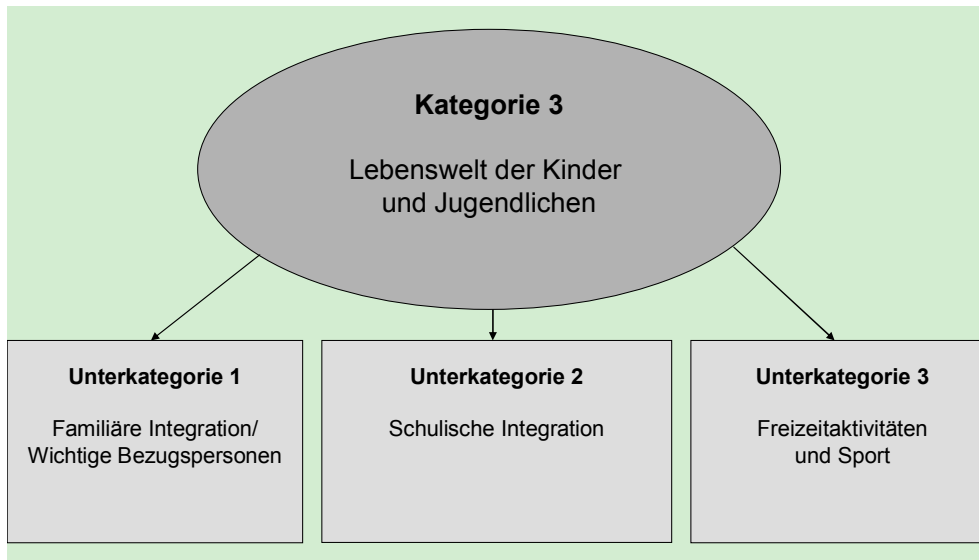 Kategorie 3
Lebenswelt der Kinder
und Jugendlichen
Unterkategorie 1
Familiäre Integration/
Wichtige Bezugspersonen
Unterkategorie 2
Schulische Integration
Unterkategorie 3
Freizeitaktivitäten
und Sport